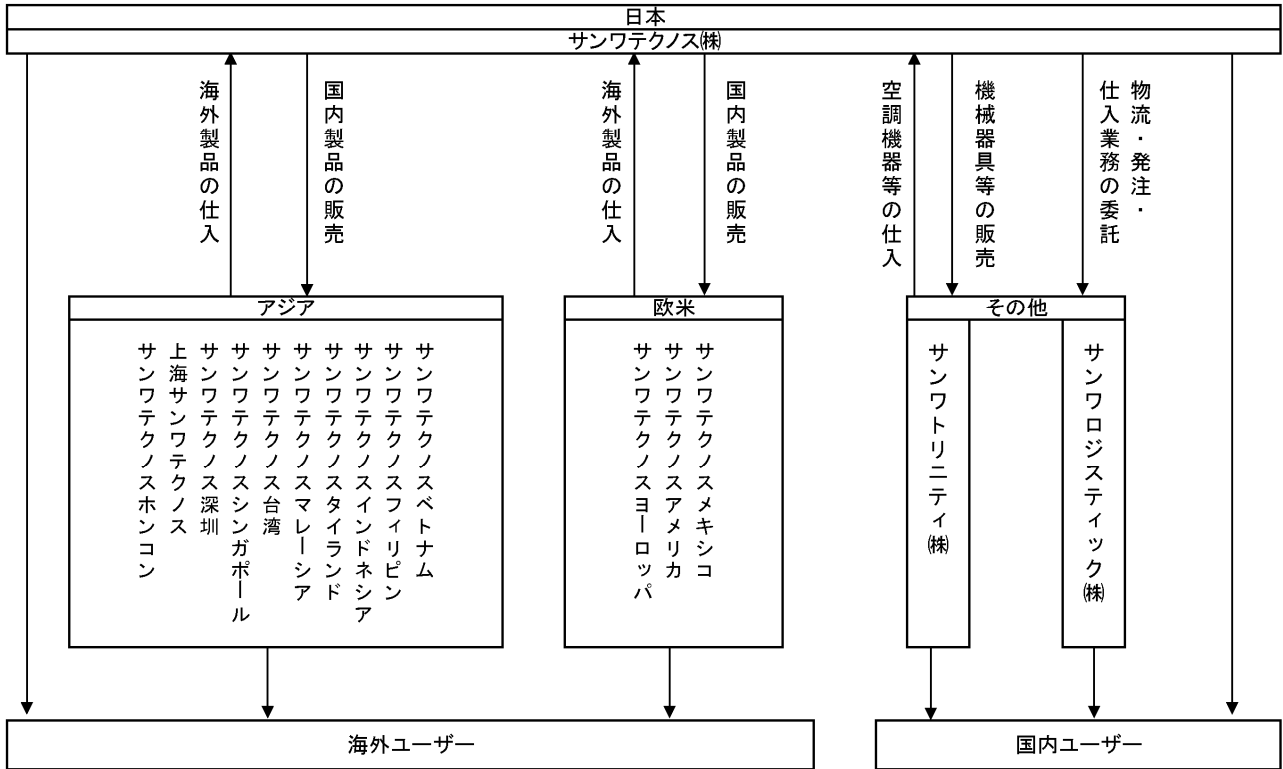 日本
サンワテクノス㈱
海外製品の仕入
国内製品の販売
海外製品の仕入
国内製品の販売
空調機器等の仕入
機械器具等の販売
物流・発注・
仕入業務の委託
アジア
サンワテクノスホンコン
上海サンワテクノス
サンワテクノス深圳
サンワテクノスシンガポール
サンワテクノス台湾
サンワテクノスマレーシア
サンワテクノスタイランド
サンワテクノスインドネシア
サンワテクノスフィリピン
サンワテクノスベトナム
欧米
サンワテクノスヨーロッパ
サンワテクノスアメリカ
サンワテクノスメキシコ
その他
サンワトリニティ㈱
サンワロジスティック㈱
海外ユーザー
国内ユーザー